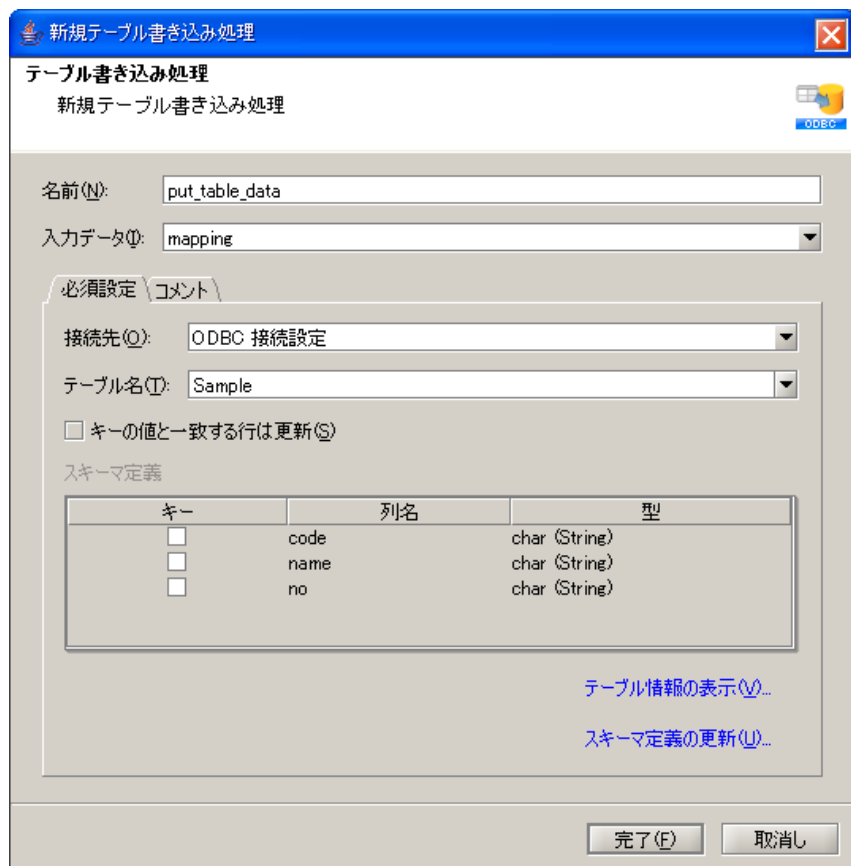 新規テーブル書き込み処理
テーブル書き込み処理
新規テーブル書き込み処理
ODBC
名前(N): put_table_data
入力データ(I): mapping
必須設定 コメント
接続先(O): ODBC 接続設定
テーブル名(T): Sample
キーの値と一致する行は更新(S)
スキーマ定義
キー 列名 型
code char (String)
name char (String)
no char (String)
テーブル情報の表示(V)...
スキーマ定義の更新(U)...
完了(F) 取消し